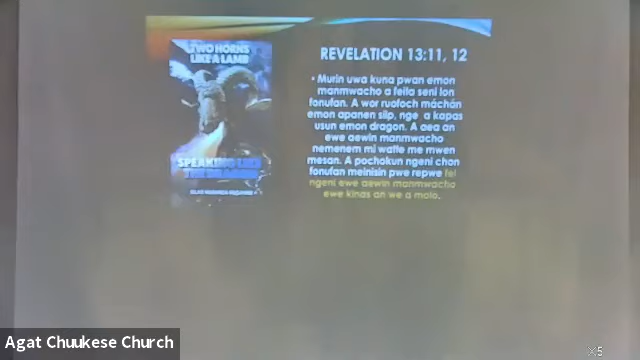 TWO HORNS
LIKE A LAMB
SPEAKING LIKE
REVELATION 13:11, 12
• Murin uwa kuna pwan emon
manmwacho a feita seni lon
fonufan. A wor ruofoch máchán
emon apanen siip, nge a kapas
usun emon dragon. A aea an
ewe aewin manmwacho
nemenem mi watte me mwen
mesan. A pochokun ngeni chon
fonufan meinisin pwe repwe fel
ngeni ewe aewin manmwacho
ewe kinas an we a molo.
Agat Chuukese Church